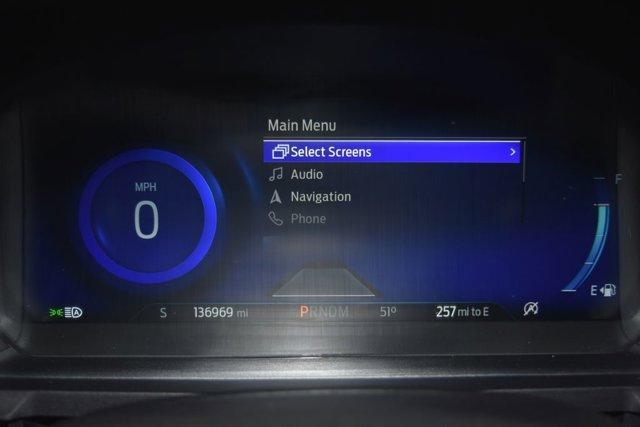 Main Menu
Select Screens
Audio
Navigation
Phone
MPH
0
F
E
S 136969 mi PRNDM 51° 257 mi to E